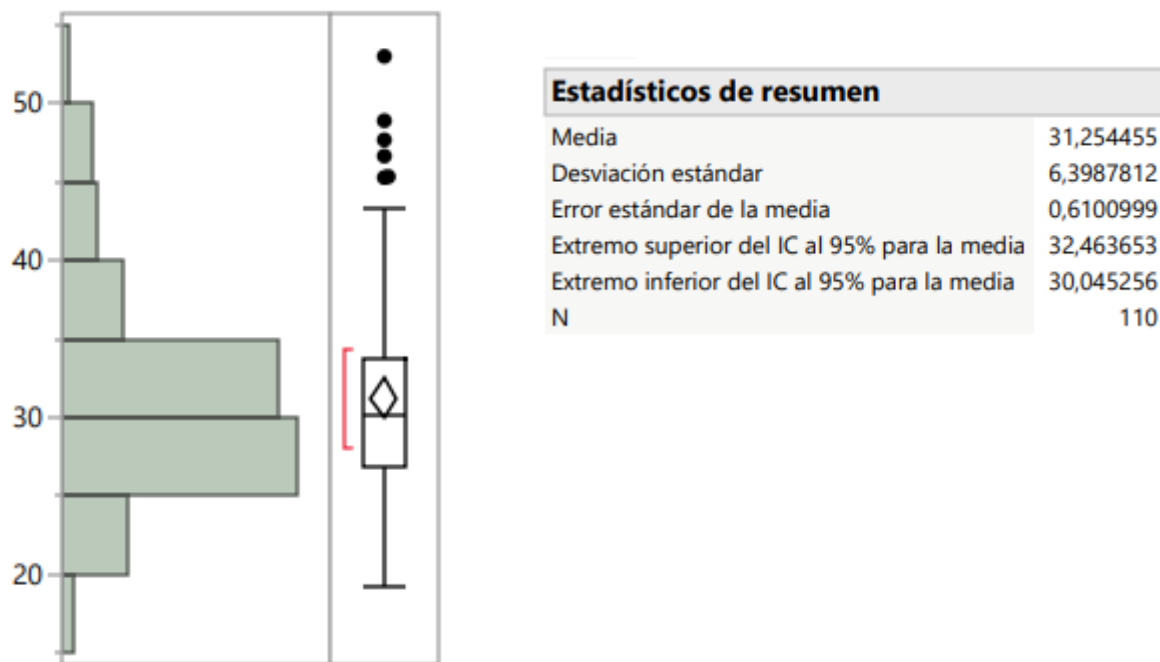 50
40
30
20
Estadísticos de resumen
Media 31,254455
Desviación estándar 6,3987812
Error estándar de la media 0,6100999
Extremo superior del IC al 95% para la media 32,463653
Extremo inferior del IC al 95% para la media 30,045256
N 110